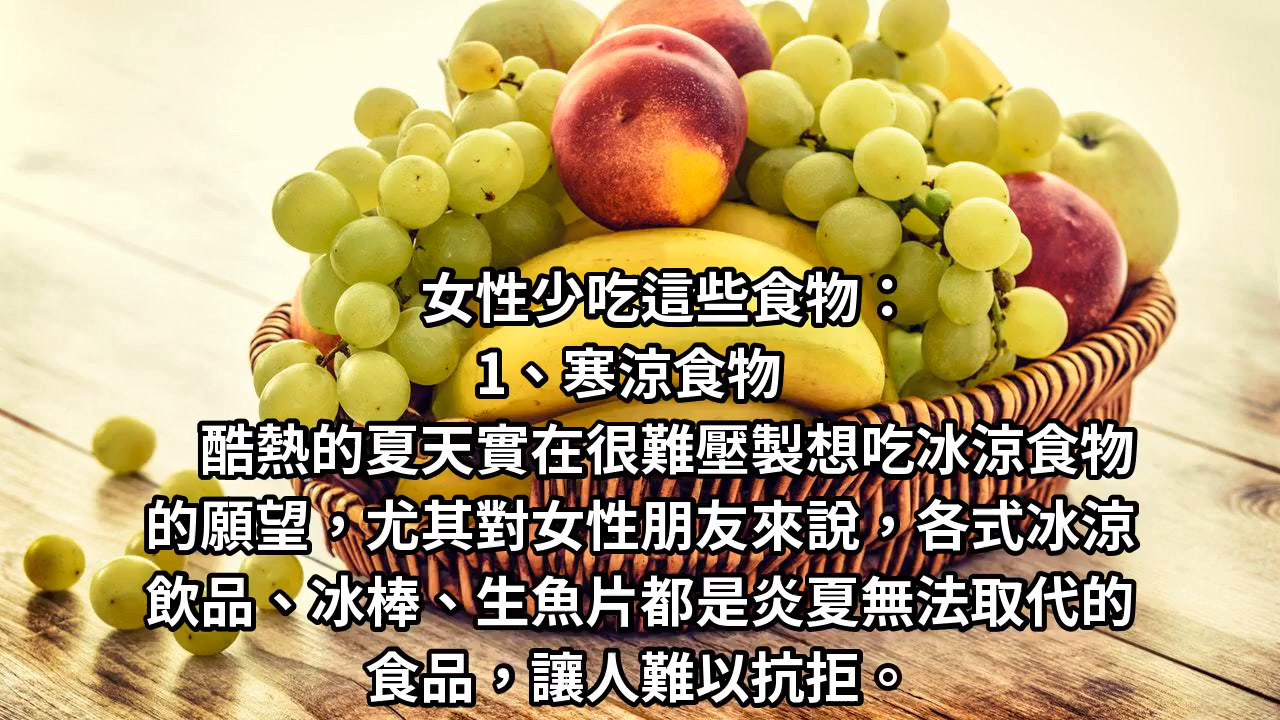 女性少吃這些食物：
1、寒涼食物
酷熱的夏天實在很難壓製想吃冰涼食物
的願望，尤其對女性朋友來說，各式冰涼
飲品、冰棒、生魚片都是炎夏無法取代的
食品，讓人難以抗拒。